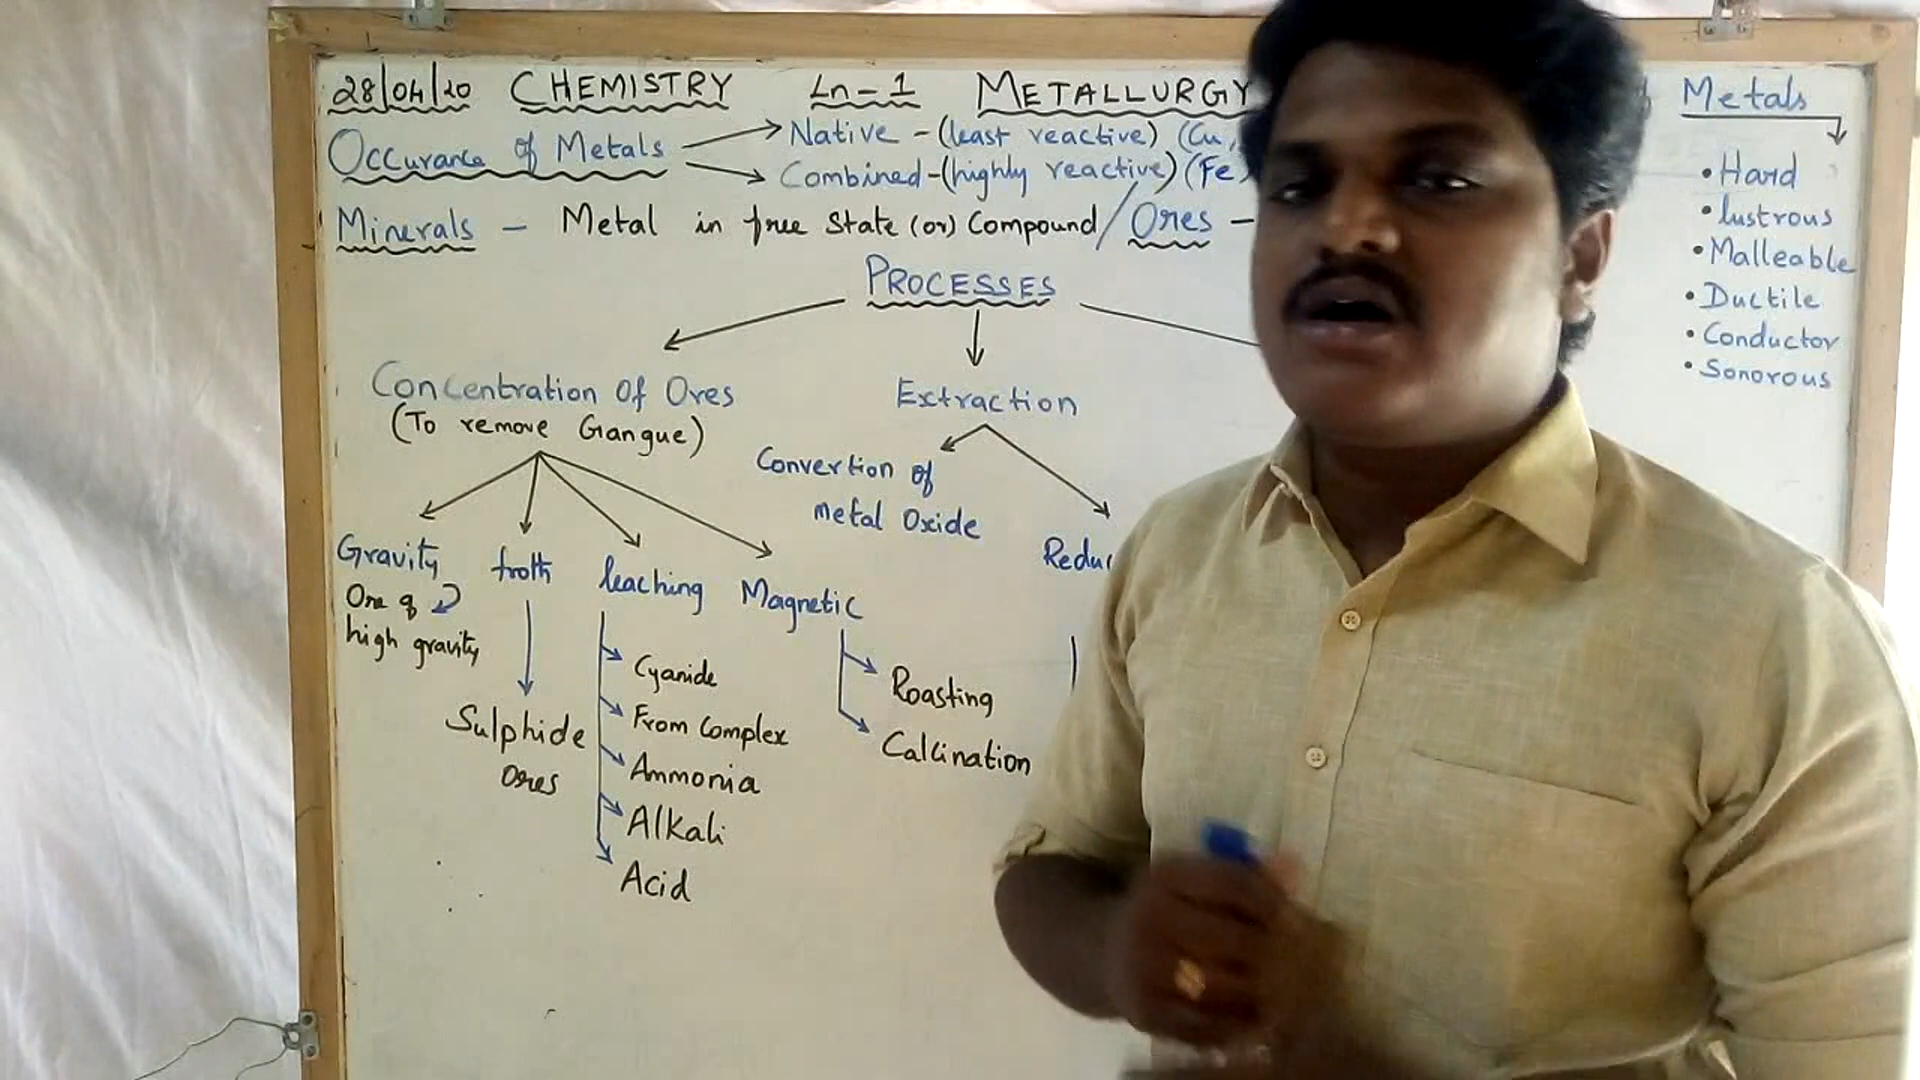 28/04/20 CHEMISTRY Ln-1 METALLURGY
Metals
Occurance of Metals
Native - (least reactive) (Cu,
Combined - (highly reactive) (Fe)
Minerals - Metal in free State (or) Compound / Ores -
• Hard
• lustrous
• Malleable
• Ductile
• Conductor
• Sonorous
PROCESSES
Concentration Of Ores
(To remove Gangue)
Extraction
Convertion of
metal Oxide
Gravity
Ore of
high gravity
froth
Sulphide
Ores
leaching
Cyanide
From Complex
Ammonia
Alkali
Acid
Magnetic
Roasting
Calcination